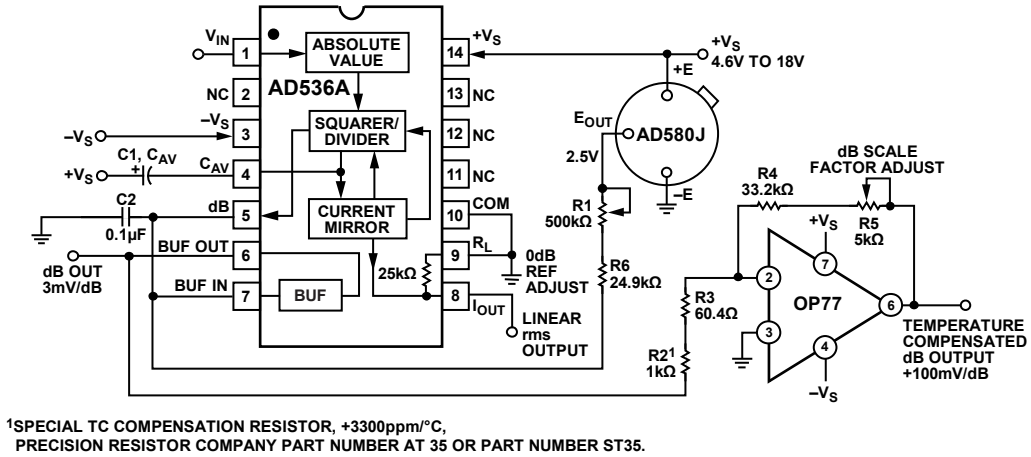 V_IN
1
ABSOLUTE
VALUE
+V_S
14
+V_S
4.6V TO 18V
+E
AD536A
NC
2
13
NC
E_OUT
AD580J
–V_S
–V_S
3
SQUARER/
DIVIDER
12
NC
2.5V
–E
+V_S
C1, C_AV
+
C_AV
4
11
NC
dB SCALE
FACTOR ADJUST
R4
33.2kΩ
R5
5kΩ
C2
0.1µF
dB
5
CURRENT
MIRROR
10
COM
R1
500kΩ
BUF OUT
6
25kΩ
9
R_L
0dB
REF
ADJUST
R6
24.9kΩ
dB OUT
3mV/dB
BUF IN
7
BUF
8
I_OUT
LINEAR
rms
OUTPUT
R3
60.4kΩ
R2¹
1kΩ
+V_S
7
2
OP77
6
3
4
–V_S
TEMPERATURE
COMPENSATED
dB OUTPUT
+100mV/dB
¹SPECIAL TC COMPENSATION RESISTOR, +3300ppm/°C,
PRECISION RESISTOR COMPANY PART NUMBER AT 35 OR PART NUMBER ST35.